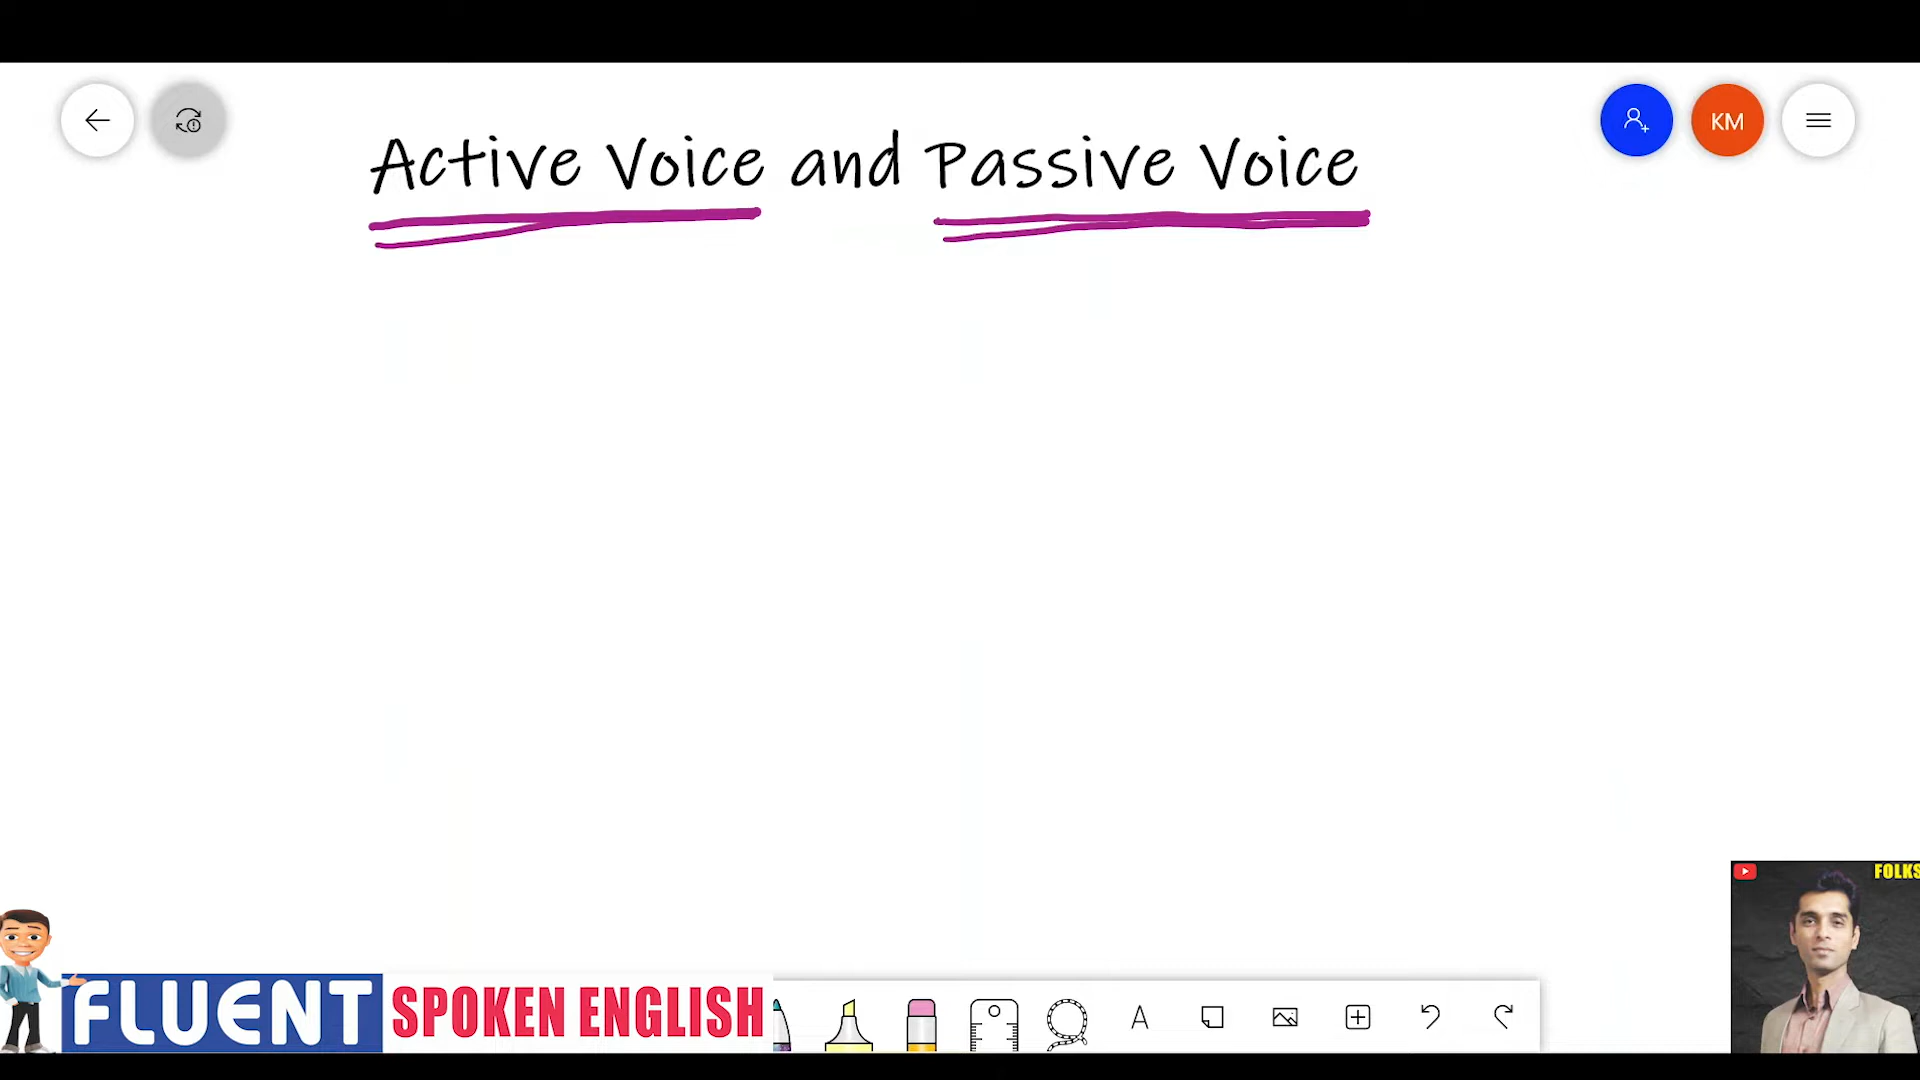 KM
Active Voice and Passive Voice
FOLKS
FLUENT SPOKEN ENGLISH
A